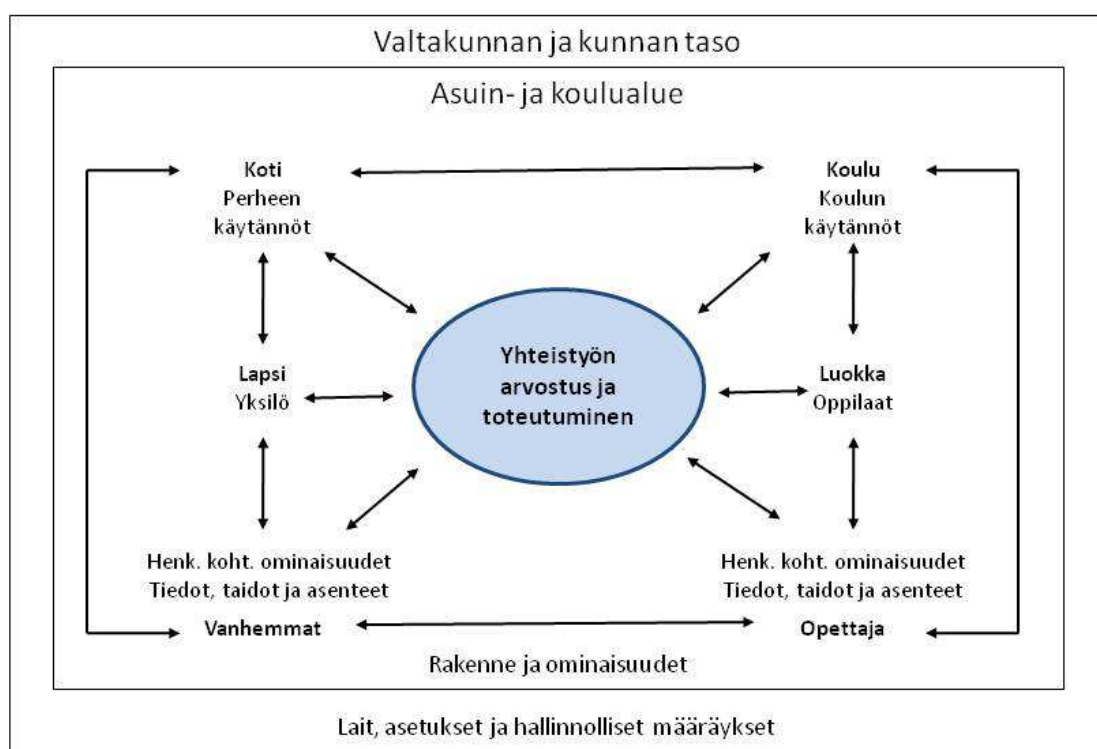 Valtakunnan ja kunnan taso
Asuin- ja koulualue
Koti
Perheen
käytännöt
Koulu
Koulun
käytännöt
Yhteistyön
arvostus ja
toteutuminen
Lapsi
Yksilö
Luokka
Oppilaat
Henk. koht. ominaisuudet
Tiedot, taidot ja asenteet
Vanhemmat
Henk. koht. ominaisuudet
Tiedot, taidot ja asenteet
Opettaja
Rakenne ja ominaisuudet
Lait, asetukset ja hallinnolliset määräykset